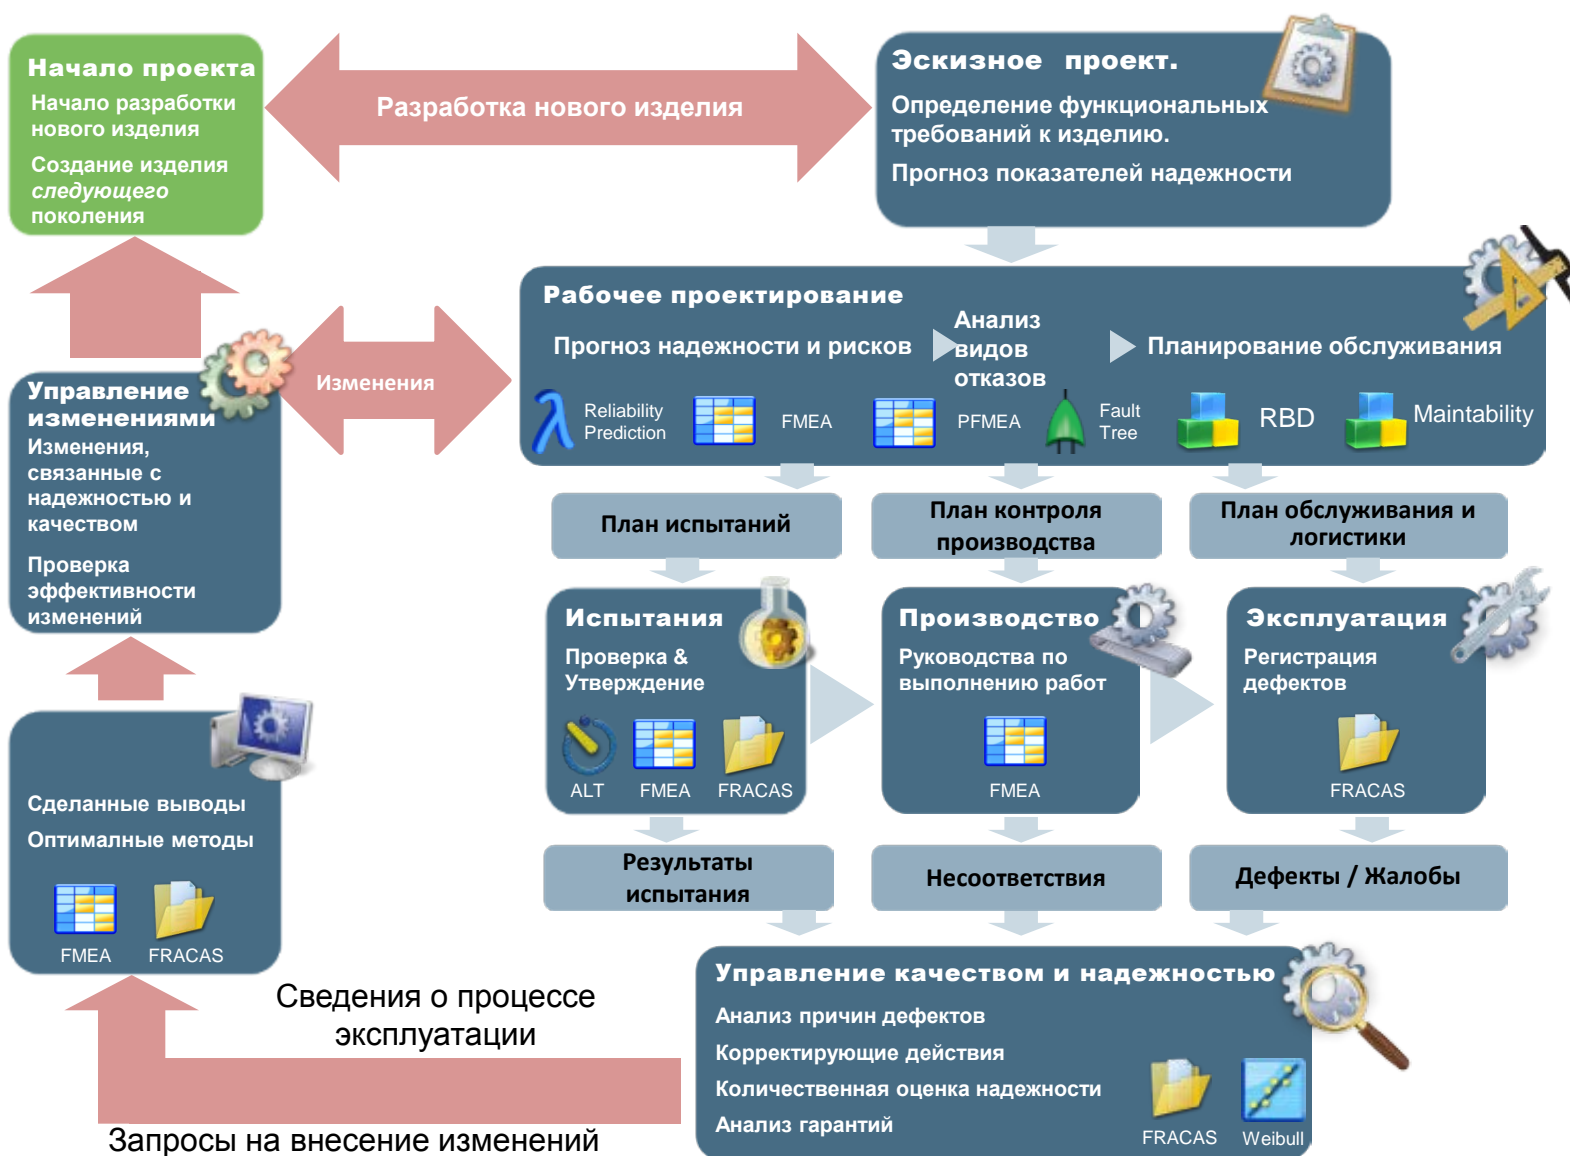 Начало проекта
Начало разработки
нового изделия
Создание изделия
следующего
поколения
Разработка нового изделия
Эскизное проект.
Определение функциональных
требований к изделию.
Прогноз показателей надежности
Рабочее проектирование
Прогноз надежности и рисков
Анализ
видов
отказов
Планирование обслуживания
Reliability
Prediction
FMEA
PFMEA
Fault
Tree
RBD
Maintability
Изменения
Управление
изменениями
Изменения,
связанные с
надежностью и
качеством
Проверка
эффективности
изменений
План испытаний
План контроля
производства
План обслуживания и
логистики
Испытания
Проверка &
Утверждение
ALT
FMEA
FRACAS
Производство
Руководства по
выполнению работ
FMEA
Эксплуатация
Регистрация
дефектов
FRACAS
Сделанные выводы
Оптималные методы
FMEA
FRACAS
Результаты
испытания
Несоответствия
Дефекты / Жалобы
Управление качеством и надежностью
Анализ причин дефектов
Корректирующие действия
Количественная оценка надежности
Анализ гарантий
FRACAS
Weibull
Сведения о процессе
эксплуатации
Запросы на внесение изменений